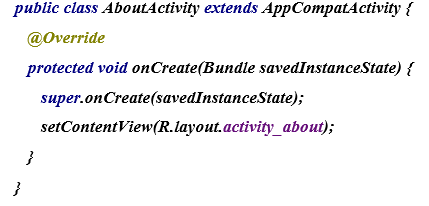 public class AboutActivity extends AppCompatActivity {
@Override
protected void onCreate(Bundle savedInstanceState) {
super.onCreate(savedInstanceState);
setContentView(R.layout.activity_about);
}
}